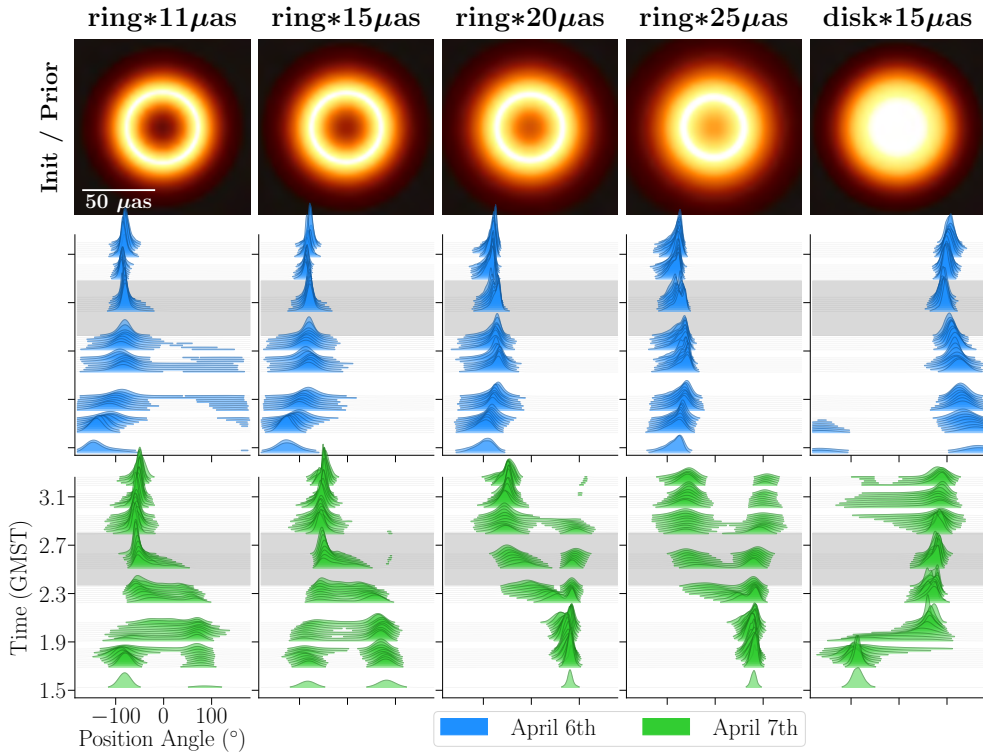 ring*11μas ring*15μas ring*20μas ring*25μas disk*15μas
Init / Prior
50 μas
3.1
2.7
2.3
1.9
1.5
Time (GMST)
−100 0 100
Position Angle (°)
April 6th April 7th